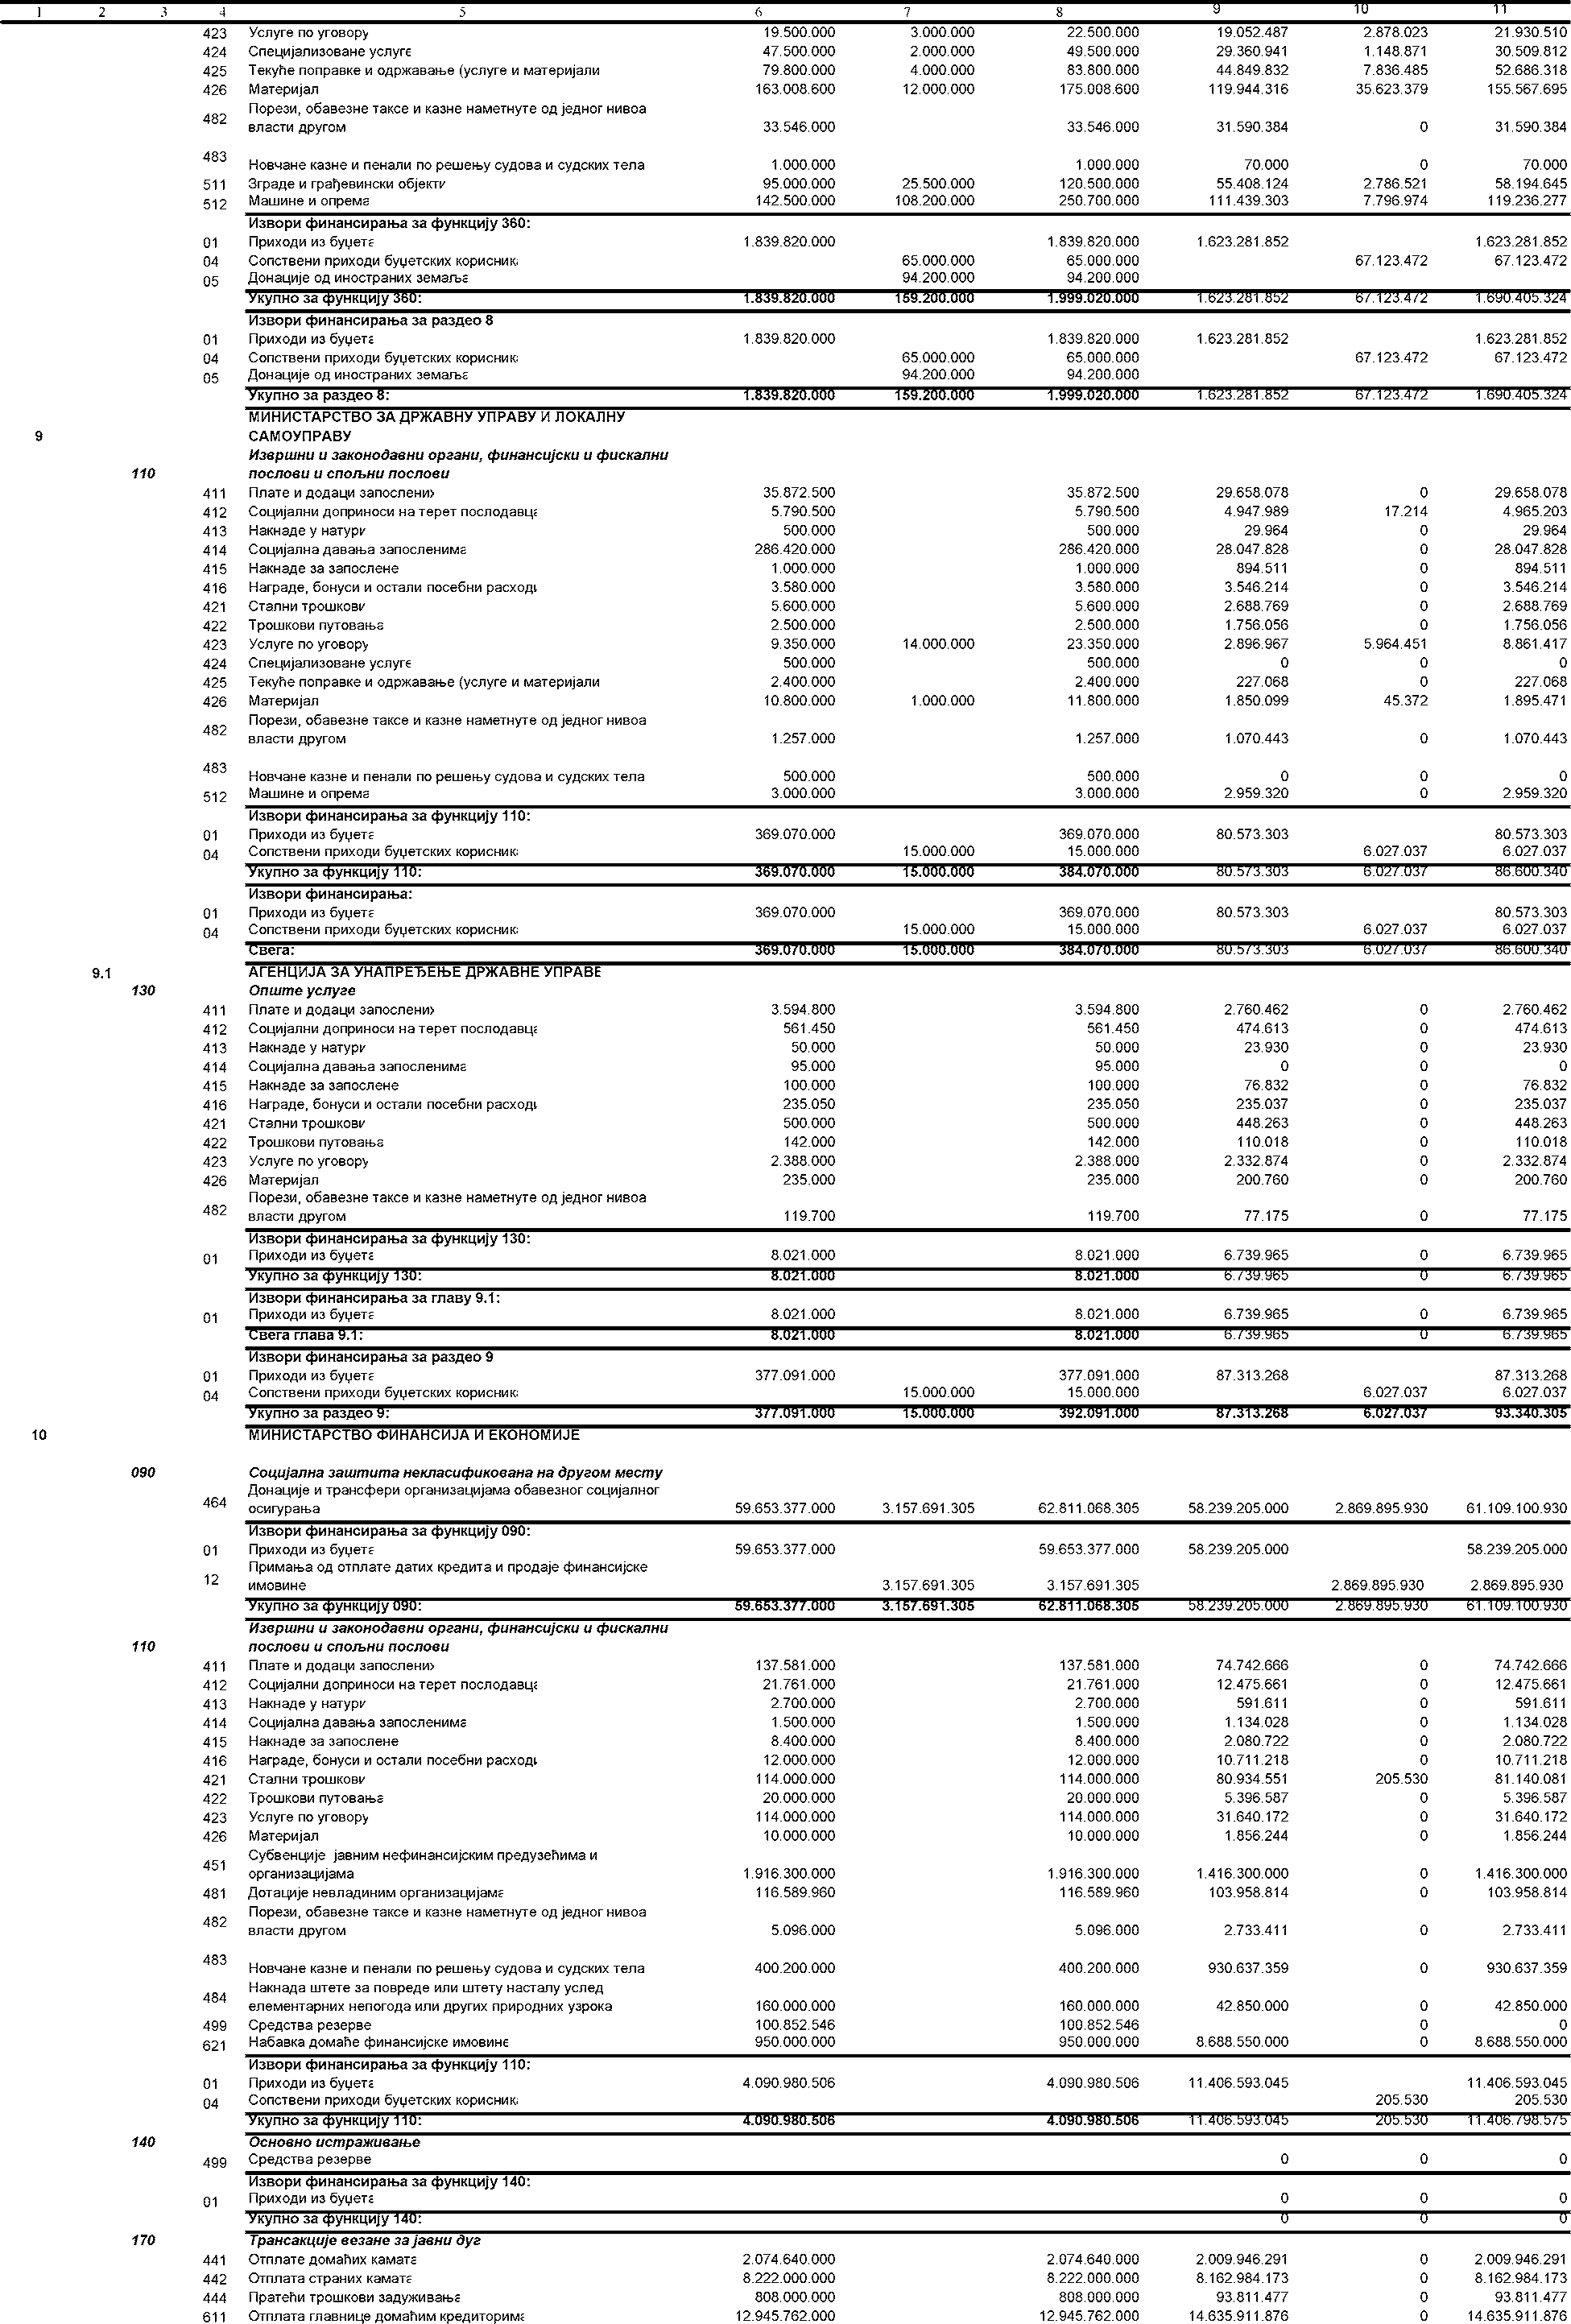 1 2 3 4 5 6 7 8 9 10 11
423 Услуге по уговору 19.500.000 3.000.000 22.500.000 19.052.487 2.878.023 21.930.510
424 Специјализоване услуге 47.500.000 2.000.000 49.500.000 29.360.941 1.148.871 30.509.812
425 Текуће поправке и одржавање (услуге и материјали 79.800.000 4.000.000 83.800.000 44.849.832 7.836.485 52.686.318
426 Материјал 163.008.600 12.000.000 175.008.600 119.944.316 35.623.379 155.567.695
Порези, обавезне таксе и казне наметнуте од једног нивоа
482 власти другом 33.546.000 33.546.000 31.590.384 0 31.590.384
483 Новчане казне и пенали по решењу судова и судских тела 1.000.000 1.000.000 70.000 0 70.000
511 Зграде и грађевински објекти 95.000.000 25.500.000 120.500.000 55.408.124 2.786.521 58.194.645
512 Машине и опрема 142.500.000 108.200.000 250.700.000 111.439.303 7.796.974 119.236.277
Извори финансирања за функцију 360:
01 Приходи из буџета 1.839.820.000 1.839.820.000 1.623.281.852 1.623.281.852
04 Сопствени приходи буџетских корисник 65.000.000 65.000.000 67.123.472 67.123.472
05 Донације од иностраних земаља 94.200.000 94.200.000
Укупно за функцију 360: 1.839.820.000 159.200.000 1.999.020.000 1.623.281.852 67.123.472 1.690.405.324
Извори финансирања за раздео 8
01 Приходи из буџета 1.839.820.000 1.839.820.000 1.623.281.852 1.623.281.852
04 Сопствени приходи буџетских корисник 65.000.000 65.000.000 67.123.472 67.123.472
05 Донације од иностраних земаља 94.200.000 94.200.000
Укупно за раздео 8: 1.839.820.000 159.200.000 1.999.020.000 1.623.281.852 67.123.472 1.690.405.324
МИНИСТАРСТВО ЗА ДРЖАВНУ УПРАВУ И ЛОКАЛНУ
9 САМОУПРАВУ
Извршни и законодавни органи, финансијски и фискални
110 послови и спољни послови
411 Плате и додаци запослених 35.872.500 35.872.500 29.658.078 0 29.658.078
412 Социјални доприноси на терет послодавца 5.790.500 5.790.500 4.947.989 17.214 4.965.203
413 Накнаде у натури 500.000 500.000 29.964 0 29.964
414 Социјална давања запосленима 286.420.000 286.420.000 28.047.828 0 28.047.828
415 Накнаде за запослене 1.000.000 1.000.000 894.511 0 894.511
416 Награде, бонуси и остали посебни расходи 3.580.000 3.580.000 3.546.214 0 3.546.214
421 Стални трошкови 5.600.000 5.600.000 2.688.769 0 2.688.769
422 Трошкови путовања 2.500.000 2.500.000 1.756.056 0 1.756.056
423 Услуге по уговору 9.350.000 14.000.000 23.350.000 2.896.967 5.964.451 8.861.417
424 Специјализоване услуге 500.000 500.000 0 0 0
425 Текуће поправке и одржавање (услуге и материјали 2.400.000 2.400.000 227.068 0 227.068
426 Материјал 10.800.000 1.000.000 11.800.000 1.850.099 45.372 1.895.471
Порези, обавезне таксе и казне наметнуте од једног нивоа
482 власти другом 1.257.000 1.257.000 1.070.443 0 1.070.443
483 Новчане казне и пенали по решењу судова и судских тела 500.000 500.000 0 0 0
512 Машине и опрема 3.000.000 3.000.000 2.959.320 0 2.959.320
Извори финансирања за функцију 110:
01 Приходи из буџета 369.070.000 369.070.000 80.573.303 80.573.303
04 Сопствени приходи буџетских корисник 15.000.000 15.000.000 6.027.037 6.027.037
Укупно за функцију 110: 369.070.000 15.000.000 384.070.000 80.573.303 6.027.037 86.600.340
Извори финансирања:
01 Приходи из буџета 369.070.000 369.070.000 80.573.303 80.573.303
04 Сопствени приходи буџетских корисник 15.000.000 15.000.000 6.027.037 6.027.037
Свега: 369.070.000 15.000.000 384.070.000 80.573.303 6.027.037 86.600.340
9.1 АГЕНЦИЈА ЗА УНАПРЕЂЕЊЕ ДРЖАВНЕ УПРАВЕ
130 Опште услуге
411 Плате и додаци запослених 3.594.800 3.594.800 2.760.462 0 2.760.462
412 Социјални доприноси на терет послодавца 561.450 561.450 474.613 0 474.613
413 Накнаде у натури 50.000 50.000 23.930 0 23.930
414 Социјална давања запосленима 95.000 95.000 0 0 0
415 Накнаде за запослене 100.000 100.000 76.832 0 76.832
416 Награде, бонуси и остали посебни расходи 235.050 235.050 235.037 0 235.037
421 Стални трошкови 500.000 500.000 448.263 0 448.263
422 Трошкови путовања 142.000 142.000 110.018 0 110.018
423 Услуге по уговору 2.388.000 2.388.000 2.332.874 0 2.332.874
426 Материјал 235.000 235.000 200.760 0 200.760
Порези, обавезне таксе и казне наметнуте од једног нивоа
482 власти другом 119.700 119.700 77.175 0 77.175
Извори финансирања за функцију 130:
01 Приходи из буџета 8.021.000 8.021.000 6.739.965 0 6.739.965
Укупно за функцију 130: 8.021.000 8.021.000 6.739.965 0 6.739.965
Извори финансирања за главу 9.1:
01 Приходи из буџета 8.021.000 8.021.000 6.739.965 0 6.739.965
Свега глава 9.1: 8.021.000 8.021.000 6.739.965 0 6.739.965
Извори финансирања за раздео 9
01 Приходи из буџета 377.091.000 377.091.000 87.313.268 87.313.268
04 Сопствени приходи буџетских корисник 15.000.000 15.000.000 6.027.037 6.027.037
Укупно за раздео 9: 377.091.000 15.000.000 392.091.000 87.313.268 6.027.037 93.340.305
10 МИНИСТАРСТВО ФИНАНСИЈА И ЕКОНОМИЈЕ
090 Социјална заштита некласификована на другом месту
Донације и трансфери организацијама обавезног социјалног
464 осигурања 59.653.377.000 3.157.691.305 62.811.068.305 58.239.205.000 2.869.895.930 61.109.100.930
Извори финансирања за функцију 090:
01 Приходи из буџета 59.653.377.000 59.653.377.000 58.239.205.000 58.239.205.000
Примања од отплате датих кредита и продаје финансијске
12 имовине 3.157.691.305 3.157.691.305 2.869.895.930 2.869.895.930
Укупно за функцију 090: 59.653.377.000 3.157.691.305 62.811.068.305 58.239.205.000 2.869.895.930 61.109.100.930
Извршни и законодавни органи, финансијски и фискални
110 послови и спољни послови
411 Плате и додаци запослених 137.581.000 137.581.000 74.742.666 0 74.742.666
412 Социјални доприноси на терет послодавца 21.761.000 21.761.000 12.475.661 0 12.475.661
413 Накнаде у натури 2.700.000 2.700.000 591.611 0 591.611
414 Социјална давања запосленима 1.500.000 1.500.000 1.134.028 0 1.134.028
415 Накнаде за запослене 8.400.000 8.400.000 2.080.722 0 2.080.722
416 Награде, бонуси и остали посебни расходи 12.000.000 12.000.000 10.711.218 0 10.711.218
421 Стални трошкови 114.000.000 114.000.000 80.934.551 205.530 81.140.081
422 Трошкови путовања 20.000.000 20.000.000 5.396.587 0 5.396.587
423 Услуге по уговору 114.000.000 114.000.000 31.640.172 0 31.640.172
426 Материјал 10.000.000 10.000.000 1.856.244 0 1.856.244
Субвенције јавним нефинансијским предузећима и
451 организацијама 1.916.300.000 1.916.300.000 1.416.300.000 0 1.416.300.000
481 Дотације невладиним организацијама 116.589.960 116.589.960 103.958.814 0 103.958.814
Порези, обавезне таксе и казне наметнуте од једног нивоа
482 власти другом 5.096.000 5.096.000 2.733.411 0 2.733.411
483 Новчане казне и пенали по решењу судова и судских тела 400.200.000 400.200.000 930.637.359 0 930.637.359
Накнада штете за повреде или штету насталу услед
484 елементарних непогода или других природних узрока 160.000.000 160.000.000 42.850.000 0 42.850.000
499 Средства резерве 100.852.546 100.852.546 0 0
621 Набавка домаће финансијске имовине 950.000.000 950.000.000 8.688.550.000 0 8.688.550.000
Извори финансирања за функцију 110:
01 Приходи из буџета 4.090.980.506 4.090.980.506 11.406.593.045 11.406.593.045
04 Сопствени приходи буџетских корисник 205.530 205.530
Укупно за функцију 110: 4.090.980.506 4.090.980.506 11.406.593.045 205.530 11.406.798.575
140 Основно истраживање
499 Средства резерве 0 0 0
Извори финансирања за функцију 140:
01 Приходи из буџета 0 0 0
Укупно за функцију 140: 0 0 0
170 Трансакције везане за јавни дуг
441 Отплате домаћих камата 2.074.640.000 2.074.640.000 2.009.946.291 0 2.009.946.291
442 Отплата страних камата 8.222.000.000 8.222.000.000 8.162.984.173 0 8.162.984.173
444 Пратећи трошкови задуживања 808.000.000 808.000.000 93.811.477 0 93.811.477
611 Отплата главнице домаћим кредиторима 12.945.762.000 12.945.762.000 14.635.911.876 0 14.635.911.876